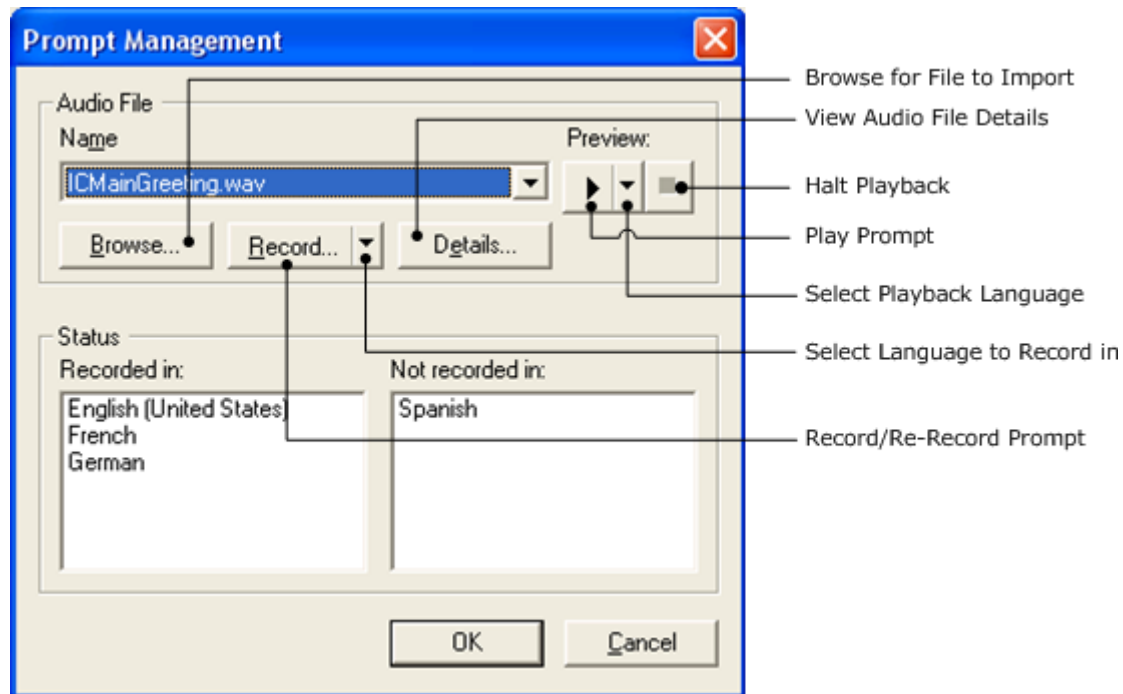 Prompt Management
Audio File
Name
Preview:
ICMainGreeting.wav
Browse...
Record...
Details...
Status
Recorded in:
Not recorded in:
English (United States)
French
German
Spanish
OK
Cancel
Browse for File to Import
View Audio File Details
Halt Playback
Play Prompt
Select Playback Language
Select Language to Record in
Record/Re-Record Prompt